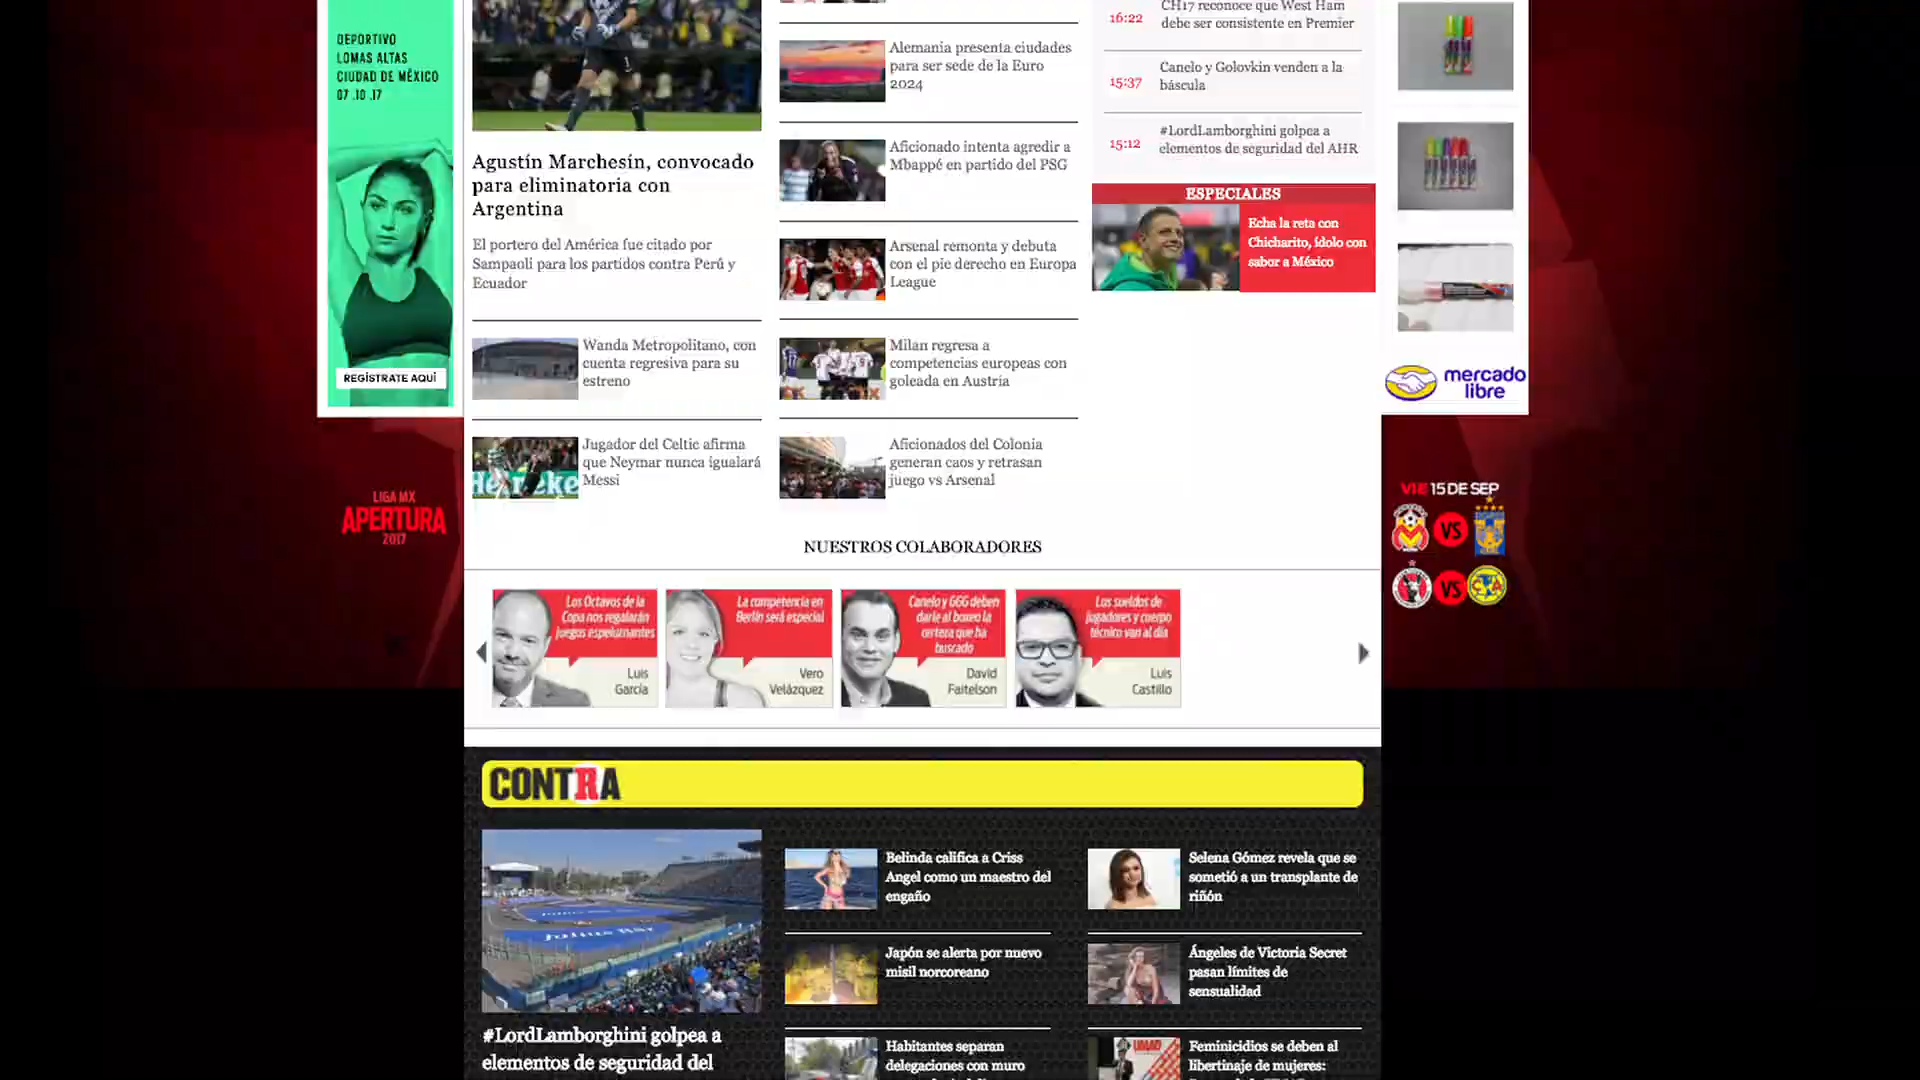 DEPORTIVO
LOMAS ALTAS
CIUDAD DE MÉXICO
07 .10 .17
REGÍSTRATE AQUÍ
LIGA MX
APERTURA
2017
Agustín Marchesín, convocado
para eliminatoria con
Argentina
El portero del América fue citado por
Sampaoli para los partidos contra Perú y
Ecuador
Wanda Metropolitano, con
cuenta regresiva para su
estreno
Jugador del Celtic afirma
que Neymar nunca igualará
Messi
Alemania presenta ciudades
para ser sede de la Euro
2024
Aficionado intenta agredir a
Mbappé en partido del PSG
Arsenal remonta y debuta
con el pie derecho en Europa
League
Milan regresa a
competencias europeas con
goleada en Austria
Aficionados del Colonia
generan caos y retrasan
juego vs Arsenal
16:22
CH17 reconoce que West Ham
debe ser consistente en Premier
15:37
Canelo y Golovkin venden a la
báscula
15:12
#LordLamborghini golpea a
elementos de seguridad del AHR
ESPECIALES
Echa la reta con
Chicharito, ídolo con
sabor a México
mercado
libre
VIE 15 DE SEP
VS
VS
NUESTROS COLABORADORES
Los Octavos de la
Copa nos regalarán
juegos espeluznantes
Luis
García
La competencia en
Berlín será especial
Vero
Velázquez
Canelo y GGG deben
darle al boxeo la
certeza que ha
buscado
David
Faitelson
Los sueldos de
jugadores y cuerpo
técnico van al día
Luis
Castillo
CONTRA
#LordLamborghini golpea a
elementos de seguridad del
Belinda califica a Criss
Angel como un maestro del
engaño
Japón se alerta por nuevo
misil norcoreano
Habitantes separan
delegaciones con muro
Selena Gómez revela que se
sometió a un transplante de
riñón
Ángeles de Victoria Secret
pasan límites de
sensualidad
Feminicidios se deben al
libertinaje de mujeres: